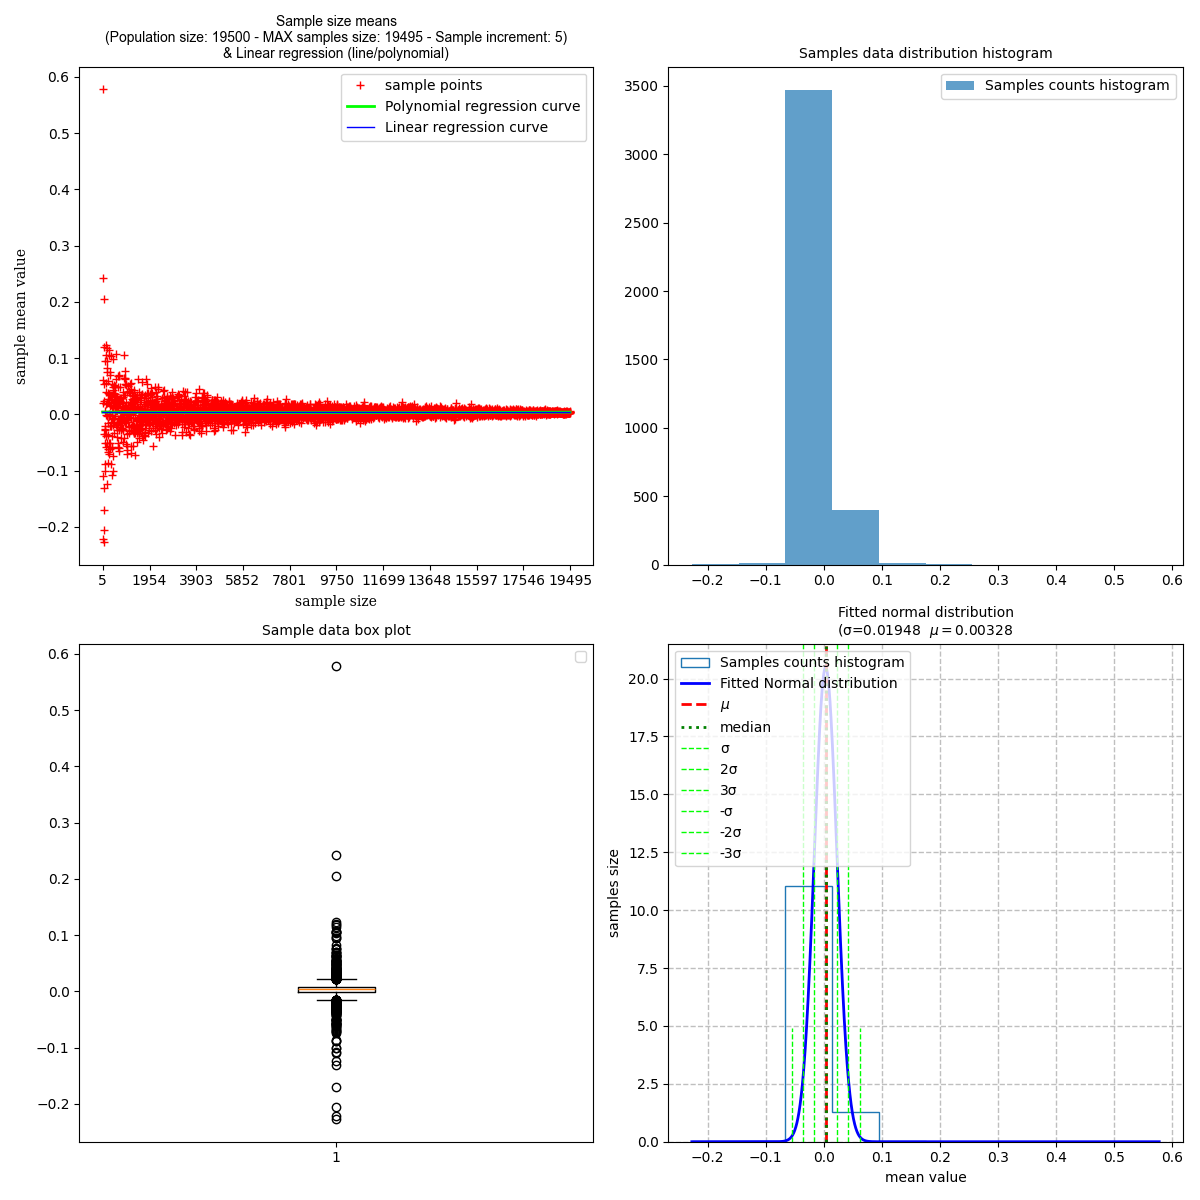 Sample size means
(Population size: 19500 - MAX samples size: 19495 - Sample increment: 5)
& Linear regression (line/polynomial)
sample points
Polynomial regression curve
Linear regression curve
0.6
0.5
0.4
0.3
0.2
0.1
0.0
−0.1
−0.2
sample mean value
5 1954 3903 5852 7801 9750 11699 13648 15597 17546 19495
sample size
Samples data distribution histogram
Samples counts histogram
3500
3000
2500
2000
1500
1000
500
0
−0.2 −0.1 0.0 0.1 0.2 0.3 0.4 0.5 0.6
Sample data box plot
0.6
0.5
0.4
0.3
0.2
0.1
0.0
−0.1
−0.2
1
Fitted normal distribution
(σ=0.01948 μ = 0.00328
Samples counts histogram
Fitted Normal distribution
μ
median
σ
2σ
3σ
-σ
-2σ
-3σ
20.0
17.5
15.0
12.5
10.0
7.5
5.0
2.5
0.0
samples size
−0.2 −0.1 0.0 0.1 0.2 0.3 0.4 0.5 0.6
mean value